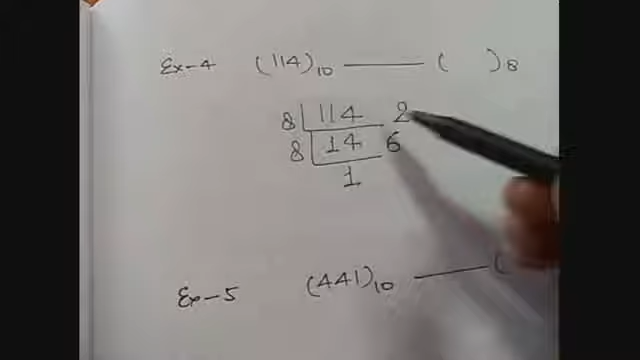 Ex-4 (114)10 ——— ( )8
8 114 2
8 14 6
1
Ex-5 (441)10 ——— (